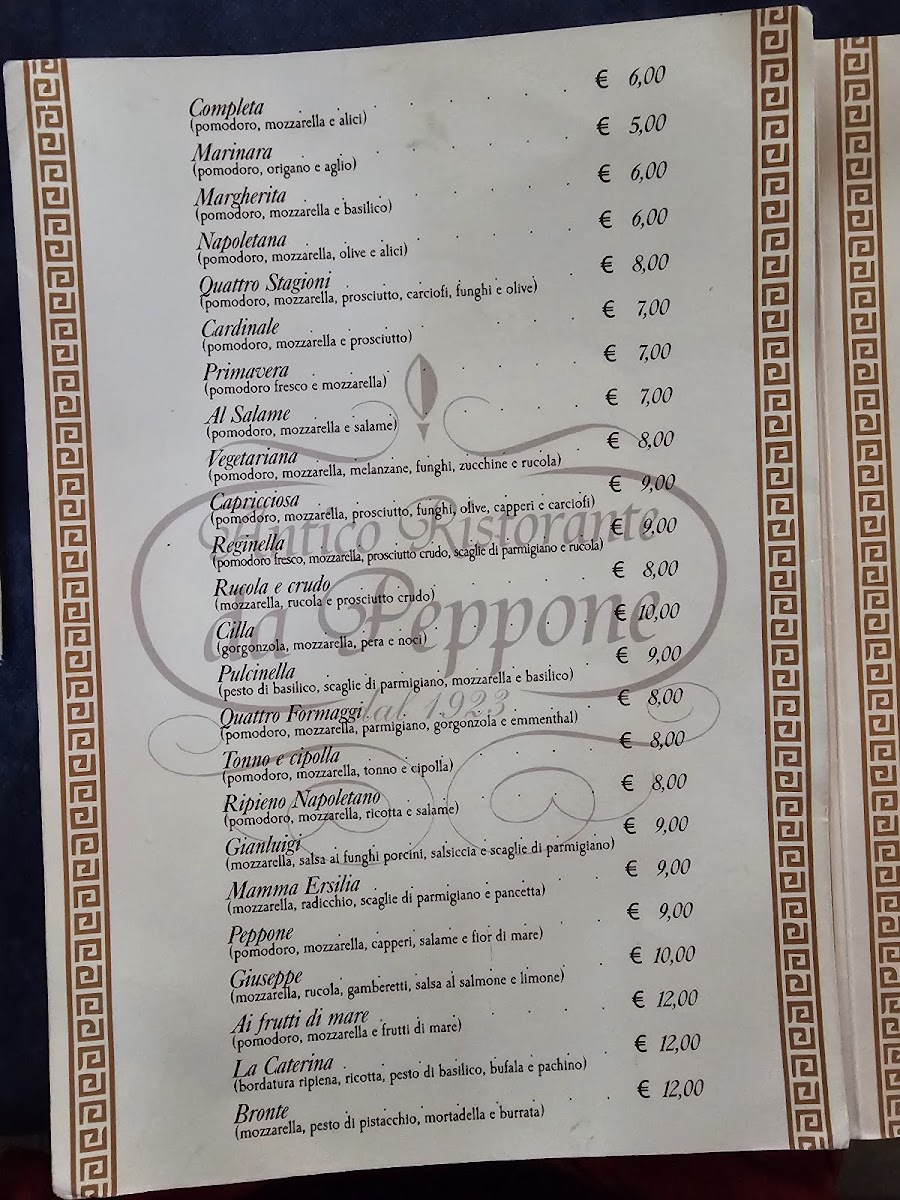 Completa . . . . . . € 6,00
(pomodoro, mozzarella e alici)
Marinara . . . . . . € 5,00
(pomodoro, origano e aglio)
Margherita . . . . . . € 6,00
(pomodoro, mozzarella e basilico)
Napoletana . . . . . . € 6,00
(pomodoro, mozzarella, olive e alici)
Quattro Stagioni . . . . . . € 8,00
(pomodoro, mozzarella, prosciutto, carciofi, funghi e olive)
Cardinale . . . . . . € 7,00
(pomodoro, mozzarella e prosciutto)
Primavera . . . . . . € 7,00
(pomodoro fresco e mozzarella)
Al Salame . . . . . . € 7,00
(pomodoro, mozzarella e salame)
Vegetariana . . . . . . € 8,00
(pomodoro, mozzarella, melanzane, funghi, zucchine e rucola)
Capricciosa . . . . . . € 9,00
(pomodoro, mozzarella, prosciutto, funghi, olive, capperi e carciofi)
Reginella . . . . . . € 9,00
(pomodoro fresco, mozzarella, prosciutto crudo, scaglie di parmigiano e rucola)
Rucola e crudo . . . . . . € 8,00
(mozzarella, rucola e prosciutto crudo)
Cilla . . . . . . € 10,00
(gorgonzola, mozzarella, pera e noci)
Pulcinella . . . . . . € 9,00
(pesto di basilico, scaglie di parmigiano, mozzarella e basilico)
Quattro Formaggi . . . . . . € 8,00
(pomodoro, mozzarella, parmigiano, gorgonzola e emmenthal)
Tonno e cipolla . . . . . . € 8,00
(pomodoro, mozzarella, tonno e cipolla)
Ripieno Napoletano . . . . . . € 8,00
(pomodoro, mozzarella, ricotta e salame)
Gianluigi . . . . . . € 9,00
(mozzarella, salsa ai funghi porcini, salsiccia e scaglie di parmigiano)
Mamma Ersilia . . . . . . € 9,00
(mozzarella, radicchio, scaglie di parmigiano e pancetta)
Peppone . . . . . . € 9,00
(pomodoro, mozzarella, capperi, salame e fior di mare)
Giuseppe . . . . . . € 10,00
(mozzarella, rucola, gamberetti, salsa al salmone e limone)
Ai frutti di mare . . . . . . € 12,00
(pomodoro, mozzarella e frutti di mare)
La Caterina . . . . . . € 12,00
(bordatura ripiena, ricotta, pesto di basilico, bufala e pachino)
Bronte . . . . . . € 12,00
(mozzarella, pesto di pistacchio, mortadella e burrata)
Antico Ristorante
da Peppone
dal 1923